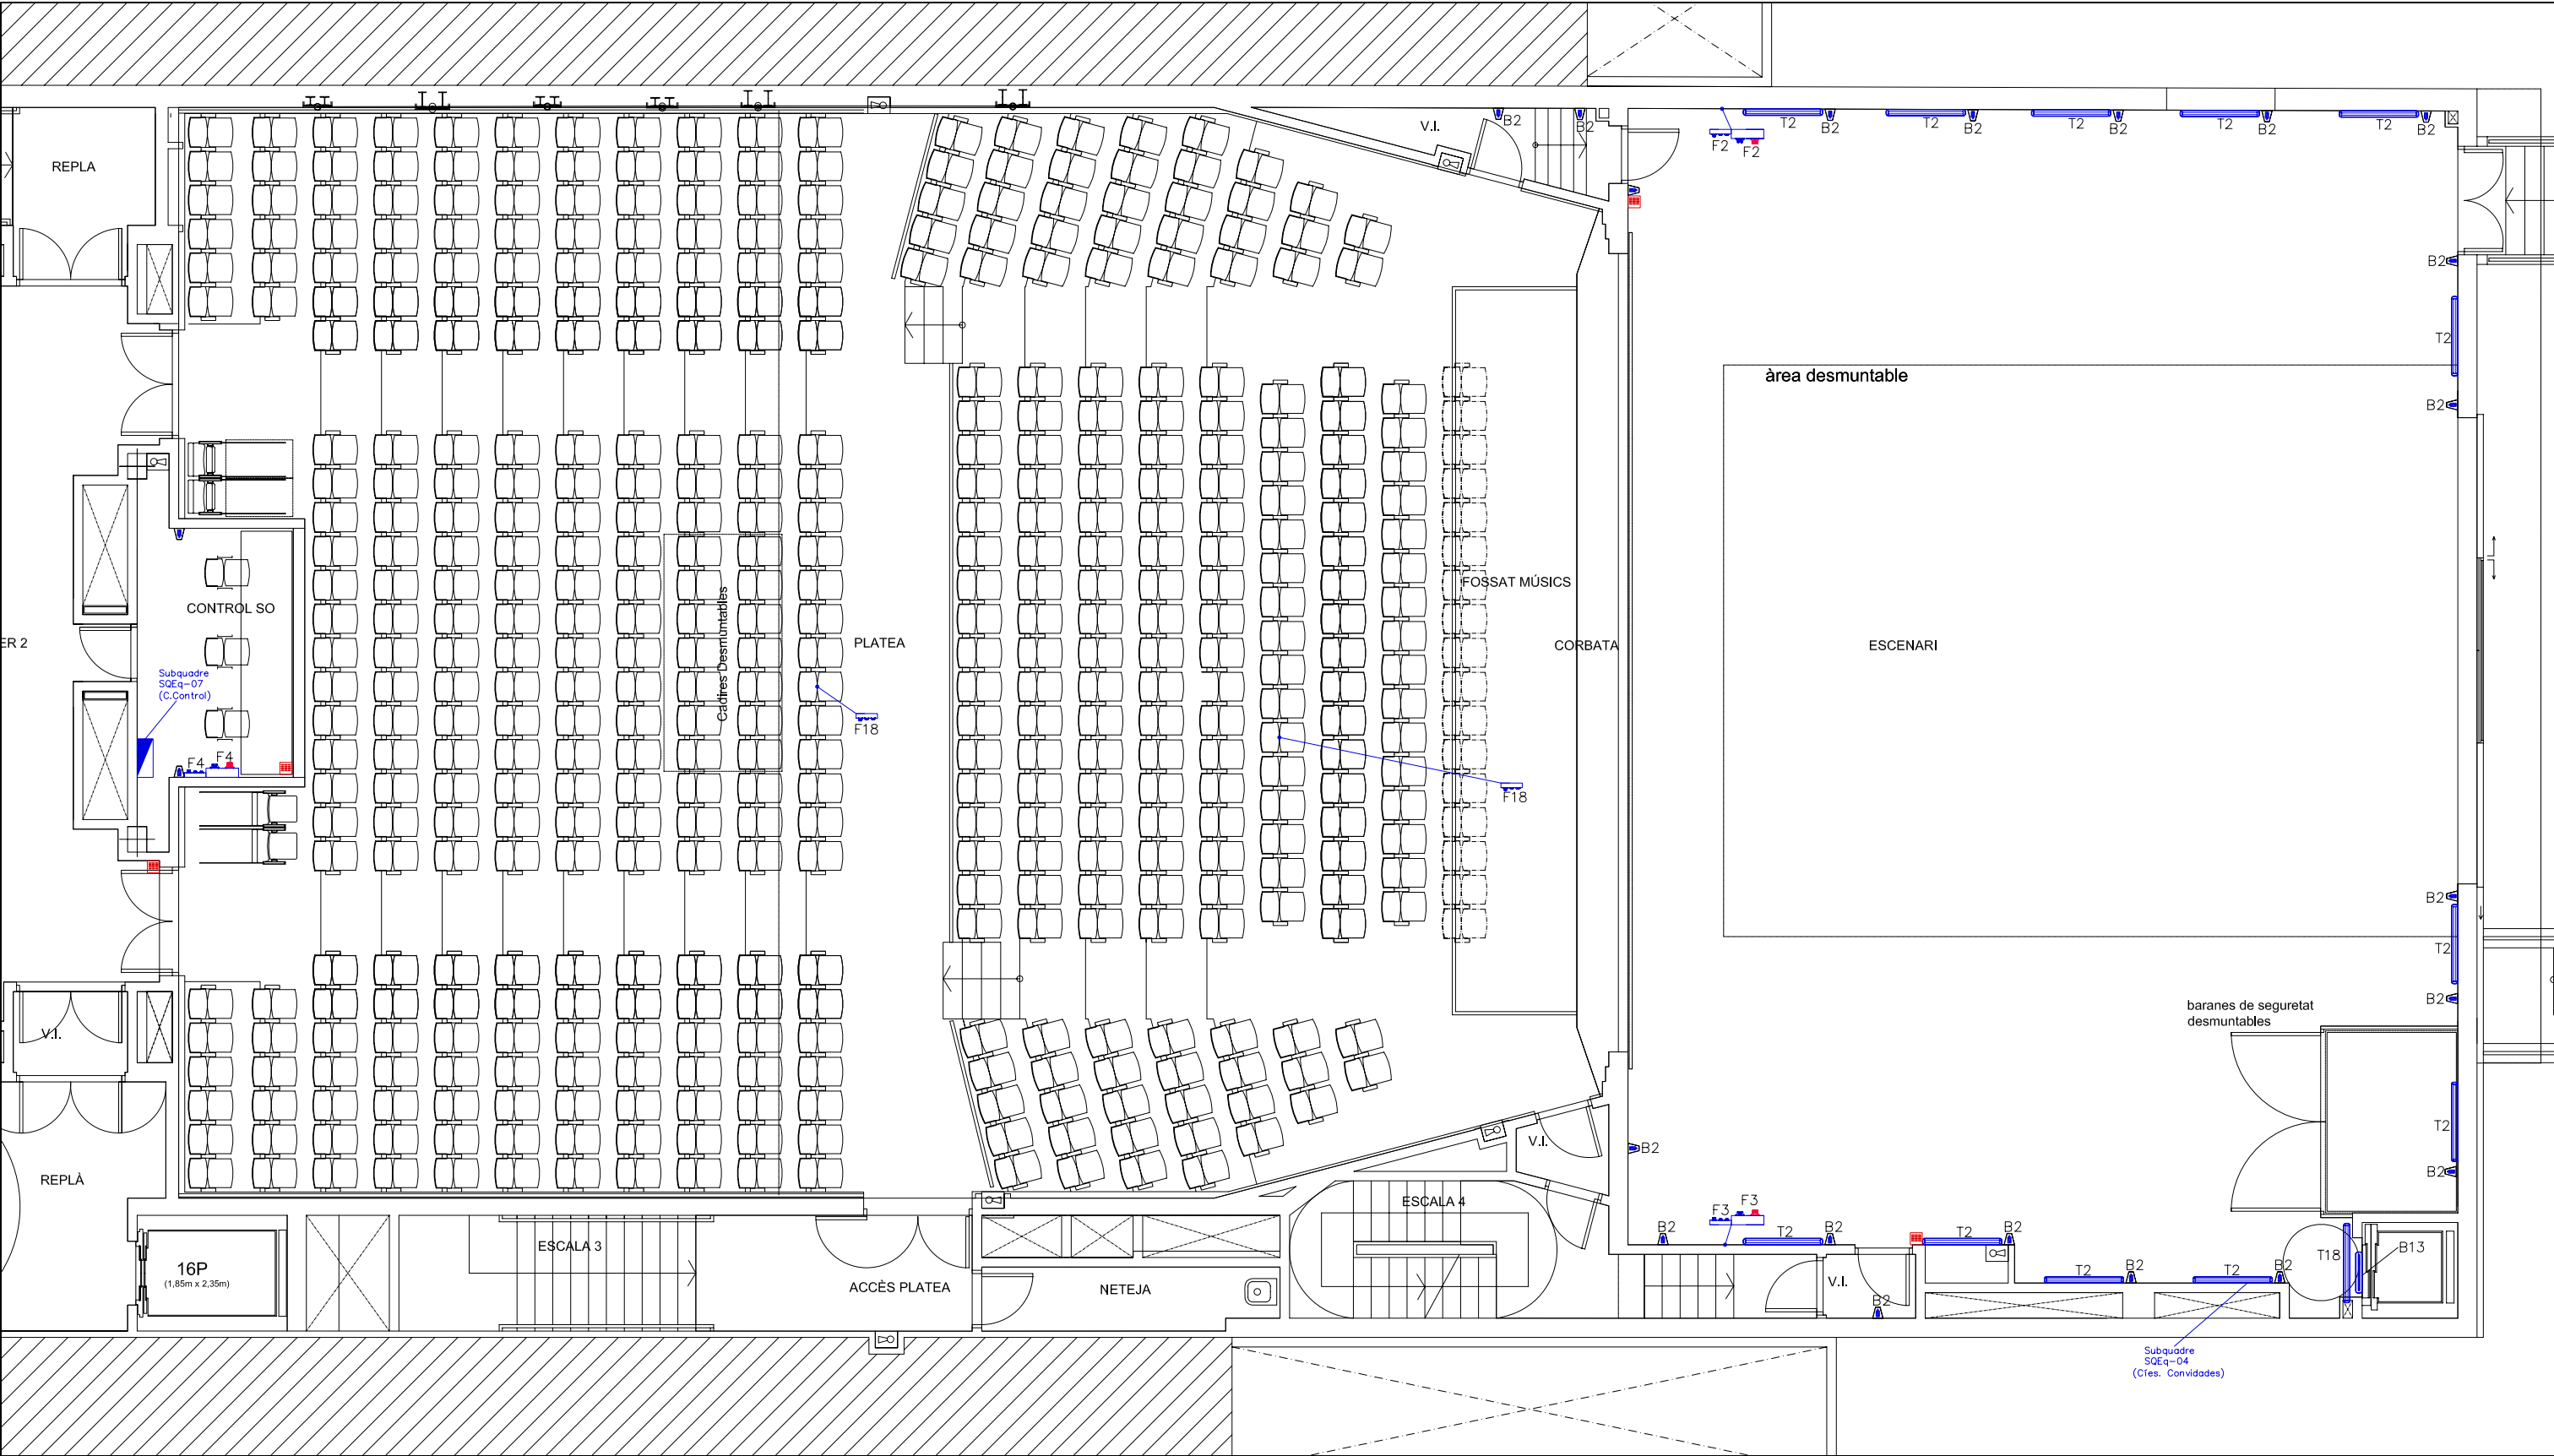 REPLA
V.I.
B2
B2
F2
F2
T2
B2
T2
B2
T2
B2
T2
B2
T2
B2
B2
T2
B2
àrea desmuntable
CONTROL SO
ER 2
Subquadre
SQEq-07
(C.Control)
F4
F4
Cadires Desmuntables
PLATEA
F18
FOSSAT MÚSICS
F18
CORBATA
ESCENARI
B2
T2
B2
baranes de seguretat
desmuntables
V.I.
REPLÀ
16P
(1,85m x 2,35m)
ESCALA 3
ACCÈS PLATEA
NETEJA
ESCALA 4
V.I.
B2
T2
B2
B2
F3
F3
T2
B2
T2
B2
V.I.
B2
T2
B2
T2
B2
T18
B13
Subquadre
SQEq-04
(Cíes. Convidades)